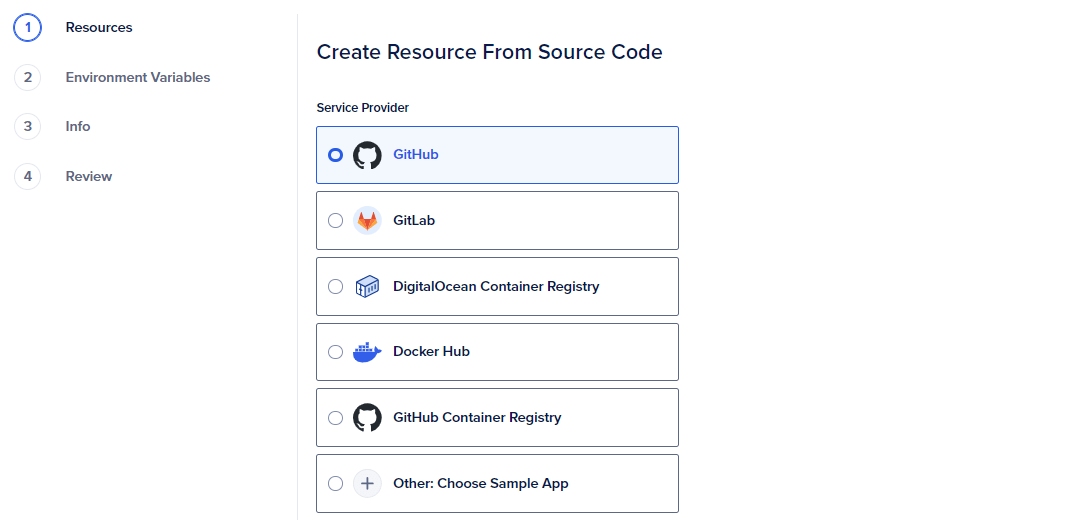 1 Resources
2 Environment Variables
3 Info
4 Review
Create Resource From Source Code
Service Provider
GitHub
GitLab
DigitalOcean Container Registry
Docker Hub
GitHub Container Registry
Other: Choose Sample App